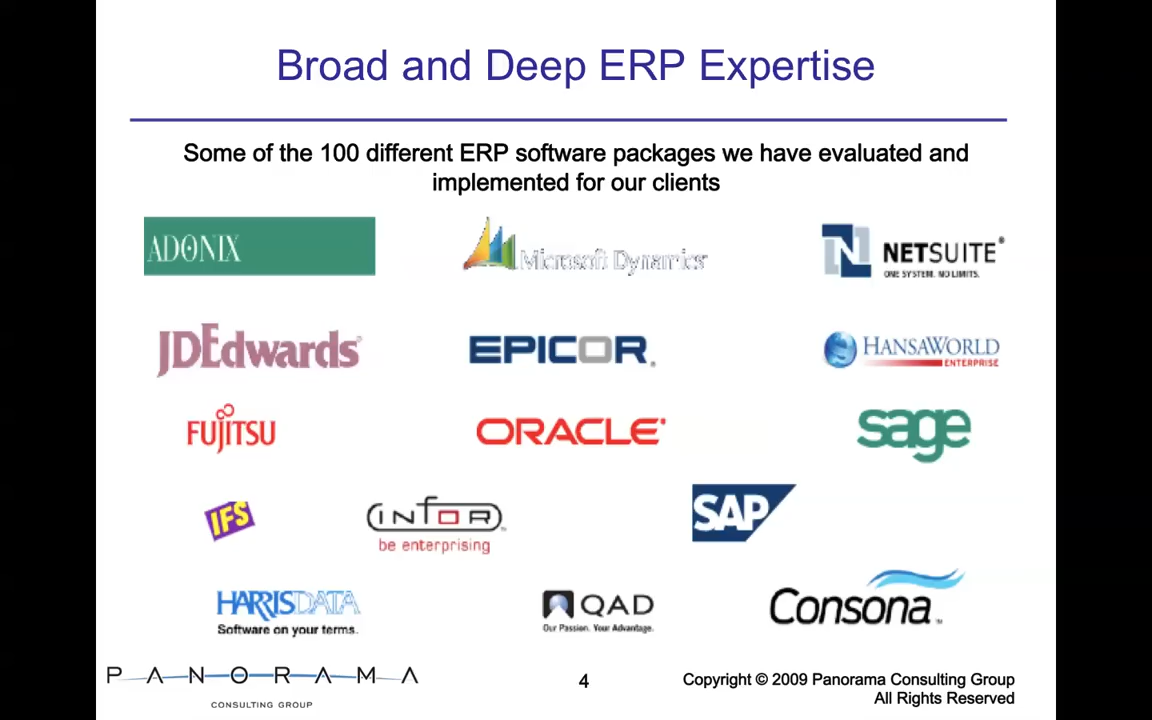 Broad and Deep ERP Expertise
Some of the 100 different ERP software packages we have evaluated and
implemented for our clients
ADONIX
Microsoft Dynamics
NETSUITE®
ONE SYSTEM. NO LIMITS.
JDEdwards®
EPICOR®
HANSAWORLD
ENTERPRISE
FUJITSU
ORACLE®
sage
IFS
infor™
be enterprising
SAP
HARRISDATA
Software on your terms.
QAD
Our Passion. Your Advantage.
Consona™
PANORAMA
CONSULTING GROUP
4
Copyright © 2009 Panorama Consulting Group
All Rights Reserved